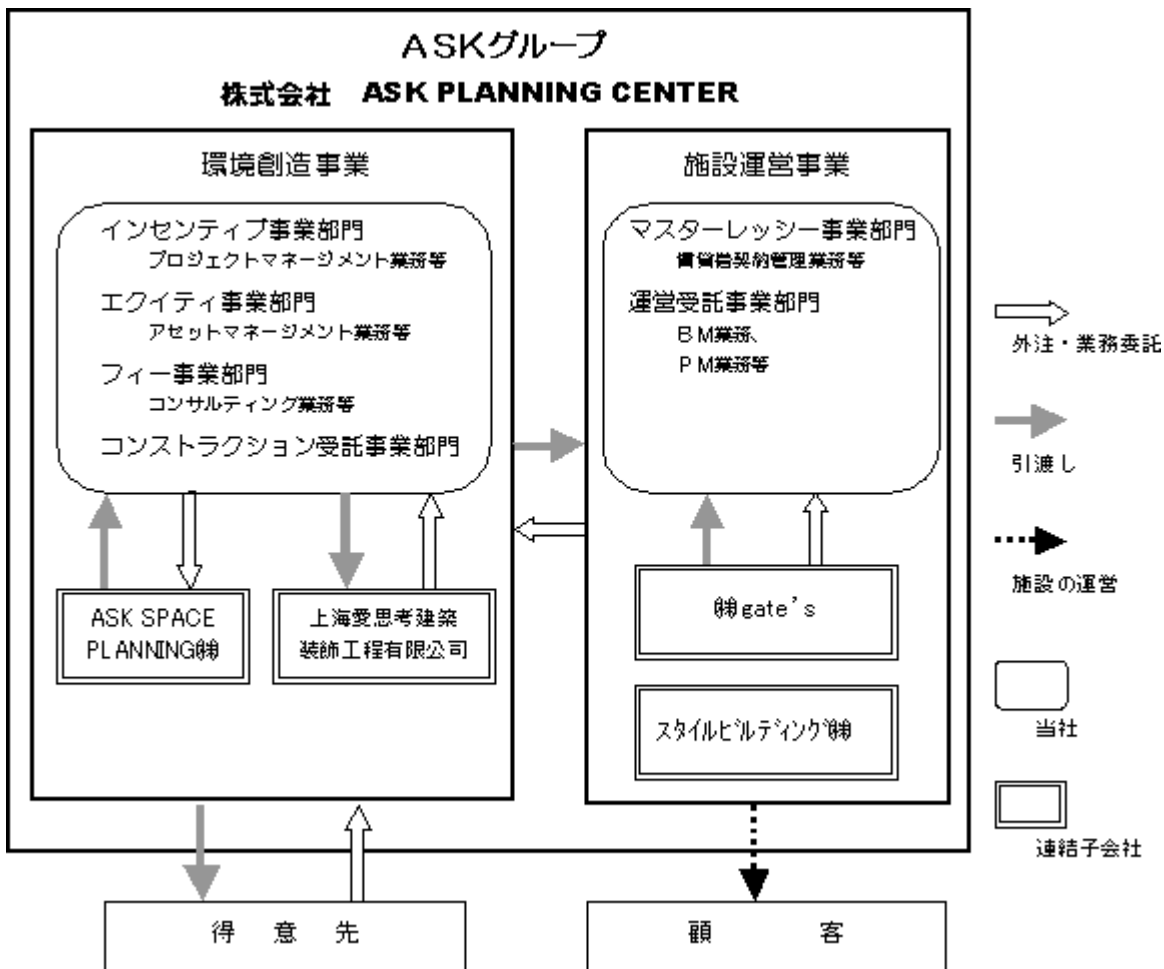 ASKグループ
株式会社 ASK PLANNING CENTER
環境創造事業
インセンティブ事業部門
プロジェクトマネージメント業務等
エクイティ事業部門
アセットマネージメント業務等
フィー事業部門
コンサルティング業務等
コンストラクション受託事業部門
ASK SPACE
PLANNING㈱
上海愛思考建築
装飾工程有限公司
施設運営事業
マスターレッシー事業部門
賃貸借契約管理業務等
運営受託事業部門
BM業務、
PM業務等
㈱gate's
スタイルビルディング㈱
得意先
顧客
外注・業務委託
引渡し
施設の運営
当社
連結子会社